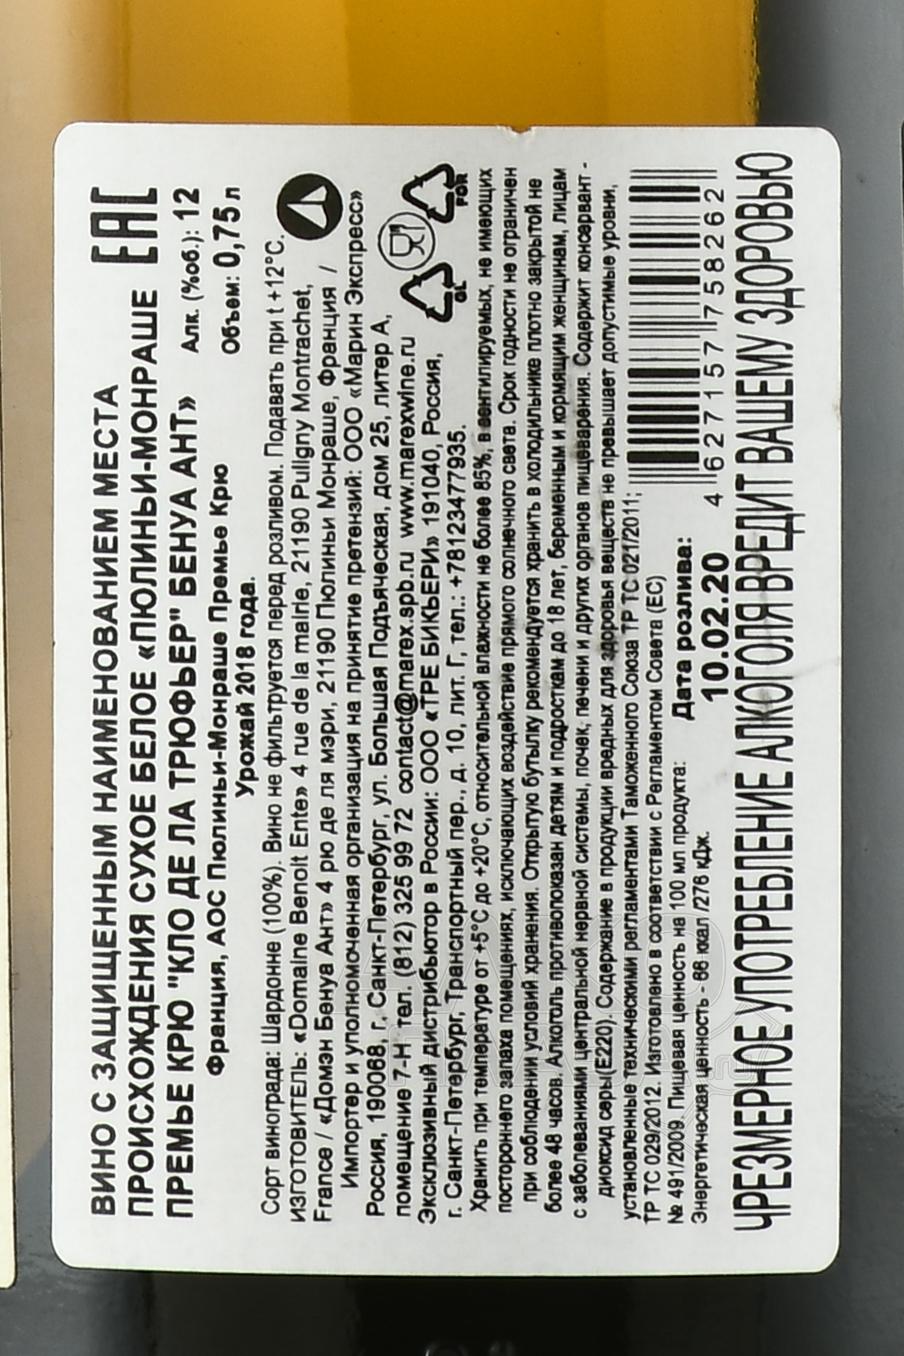 ВИНО С ЗАЩИЩЕННЫМ НАИМЕНОВАНИЕМ МЕСТА
ПРОИСХОЖДЕНИЯ СУХОЕ БЕЛОЕ «ПЮЛИНЬИ-МОНРАШЕ
ПРЕМЬЕ КРЮ "КЛО ДЕ ЛА ТРЮФЬЕР" БЕНУА АНТ»
EAC
Алк. (%об.): 12
Объем: 0,75 л
Франция, АОС Пюлиньи-Монраше Премье Крю
Урожай 2018 года.
Сорт винограда: Шардонне (100%). Вино не фильтруется перед розливом. Подавать при t +12°С.
Изготовитель: «Domaine Benoit Ente» 4 rue de la mairie, 21190 Puligny Montrachet,
France / «Домэн Бенуа Ант» 4 рю де ля мэри, 21190 Пюлиньи Монраше, Франция /
Импортер и уполномоченная организация на принятие претензий: ООО «Марин Экспресс»
Россия, 190068, г. Санкт-Петербург, ул. Большая Подъяческая, дом 25, литер А,
помещение 7-Н тел. (812) 325 99 72 contact@marex.spb.ru www.marexwine.ru
Эксклюзивный дистрибьютор в России: ООО «ТРЕ БИКЬЕРИ» 191040, Россия,
г. Санкт-Петербург, Транспортный пер., д. 10, лит. Г, тел.: +78123477935.
GL
FOR
Хранить при температуре от +5°С до +20°С, относительной влажности не более 85%, в вентилируемых, не имеющих
постороннего запаха помещениях, исключающих воздействие прямого солнечного света. Срок годности не ограничен
при соблюдении условий хранения. Открытую бутылку рекомендуется хранить в холодильнике плотно закрытой не
более 48 часов. Алкоголь противопоказан детям и подросткам до 18 лет, беременным и кормящим женщинам, лицам
с заболеваниями центральной нервной системы, почек, печени и других органов пищеварения. Содержит консервант -
диоксид серы(Е220). Содержание в продукции вредных для здоровья веществ не превышает допустимые уровни,
установленные техническими регламентами Таможенного Союза ТР ТС 021/2011;
ТР ТС 029/2012. Изготовлено в соответствии с Регламентом Совета (ЕС)
№ 491/2009. Пищевая ценность на 100 мл продукта:
Энергетическая ценность - 66 ккал /276 кДж.
Дата розлива:
10.02.20
4 627157 758262
ЧРЕЗМЕРНОЕ УПОТРЕБЛЕНИЕ АЛКОГОЛЯ ВРЕДИТ ВАШЕМУ ЗДОРОВЬЮ